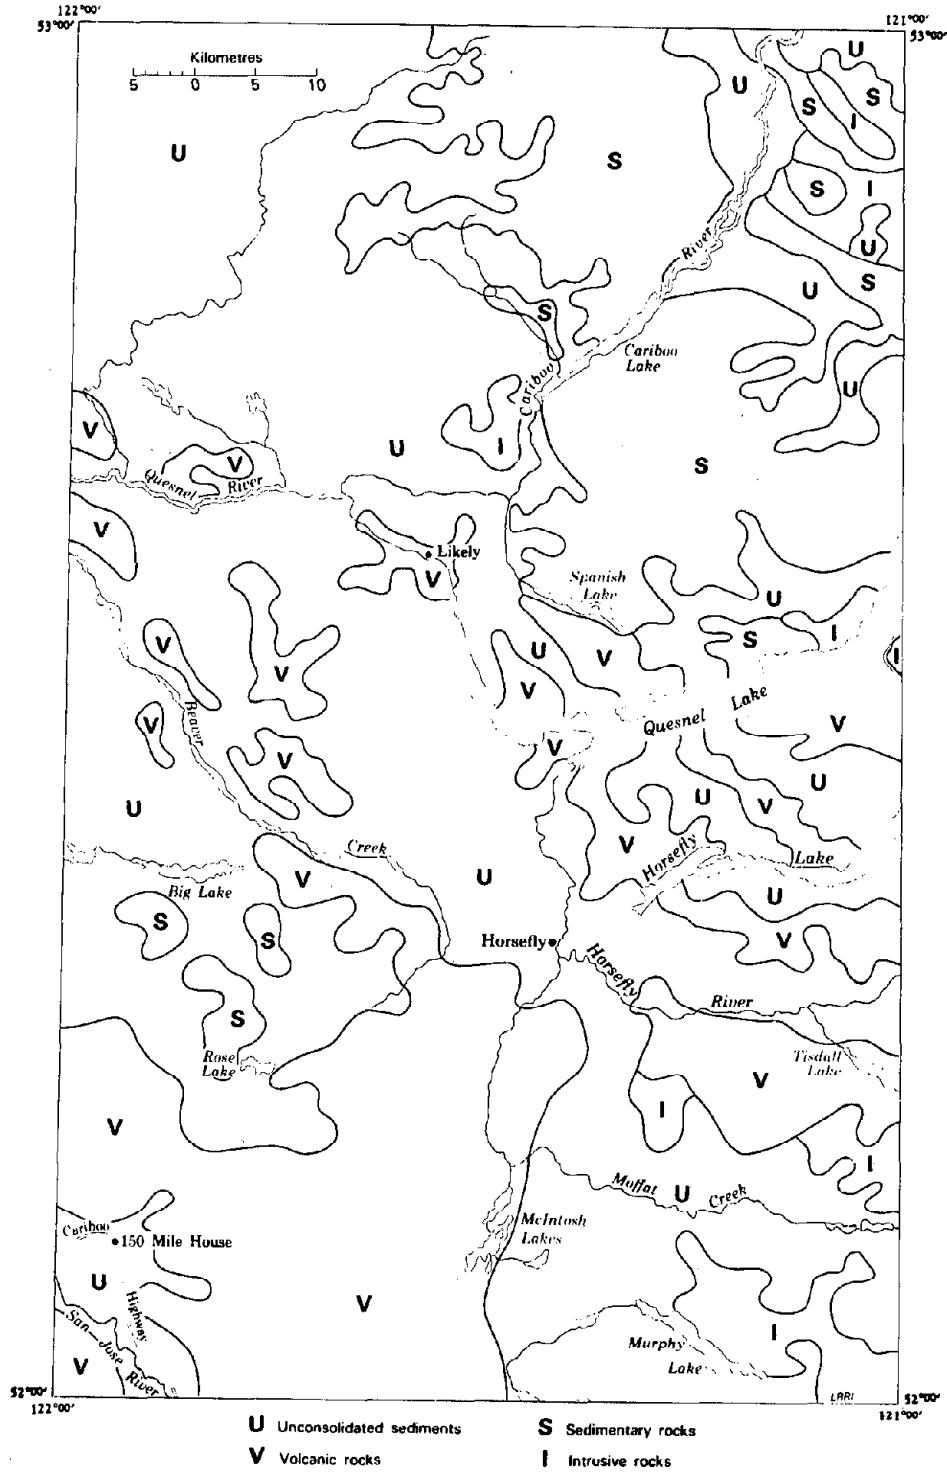 122°00'
121°00'
53°00'
53°00'
Kilometres
5 0 5 10
U
U
U
S
S
I
S
S
I
U
S
U
S
River
Cariboo
Lake
Cariboo
U
V
V
U
I
S
Quesnel River
V
Likely
V
Spanish
Lake
U
S
I
I
V
U
V
V
V
Lake
Quesnel
V
V
Beaver
V
V
U
U
U
V
V
Creek
Horsefly
Lake
Big Lake
V
U
U
S
S
Horsefly
V
Horsefly
River
S
Rose
Lake
Tisdall
Lake
V
V
I
I
Moffat U Creek
McIntosh
Lakes
Cariboo
150 Mile House
U
Highway
V
San Jose River
V
I
Murphy
Lake
LARI
52°00'
52°00'
122°00'
121°00'
U Unconsolidated sediments S Sedimentary rocks
V Volcanic rocks I Intrusive rocks